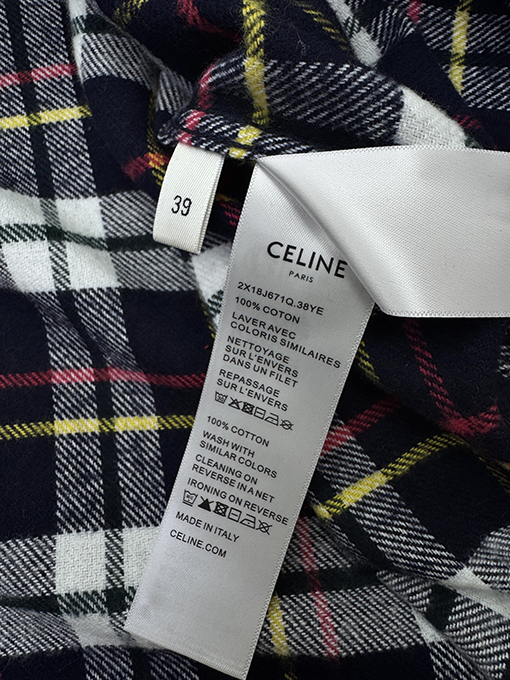 39
CELINE
PARIS
2X18J671Q.38YE
100% COTON
LAVER AVEC
COLORIS SIMILAIRES
NETTOYAGE
SUR L'ENVERS
DANS UN FILET
REPASSAGE
SUR L'ENVERS
100% COTTON
WASH WITH
SIMILAR COLORS
CLEANING ON
REVERSE IN A NET
IRONING ON REVERSE
MADE IN ITALY
CELINE.COM